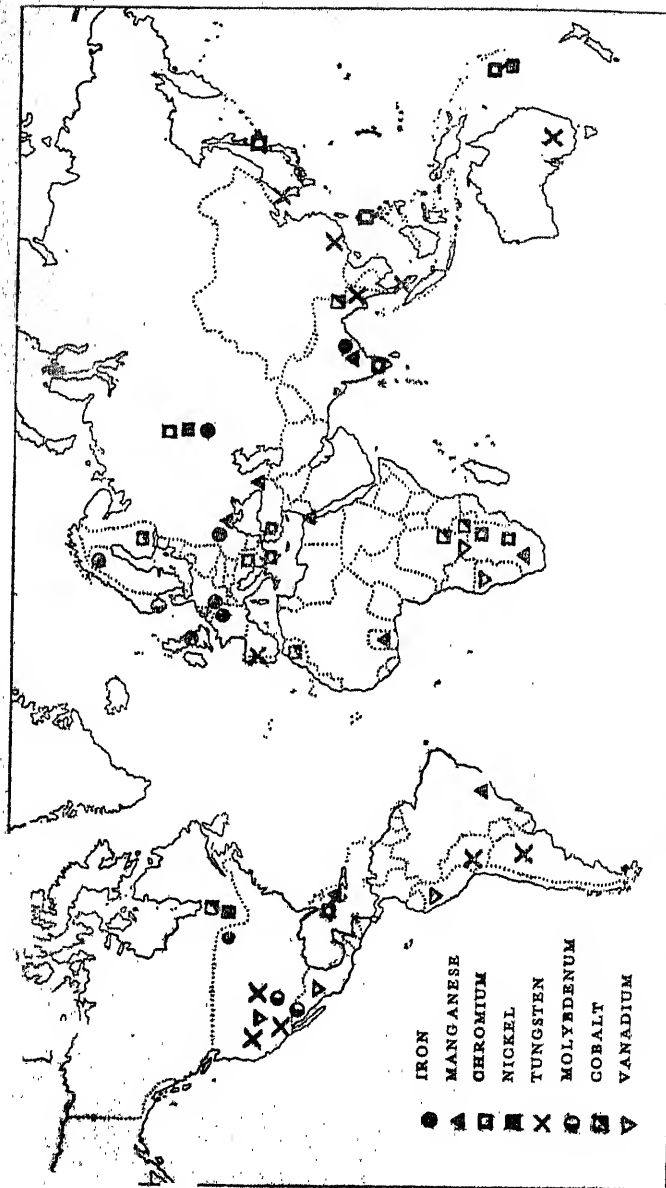 IRON
MANGANESE
CHROMIUM
NICKEL
TUNGSTEN
MOLYBDENUM
COBALT
VANADIUM